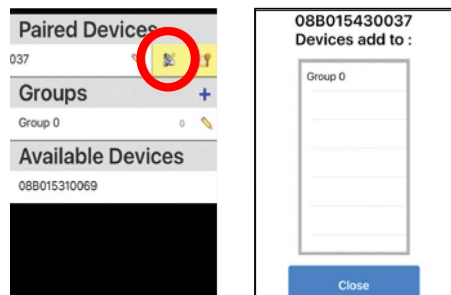 Paired Devices
037
Groups
+
Group 0
0
Available Devices
08B015310069
08B015430037
Devices add to :
Group 0
Close